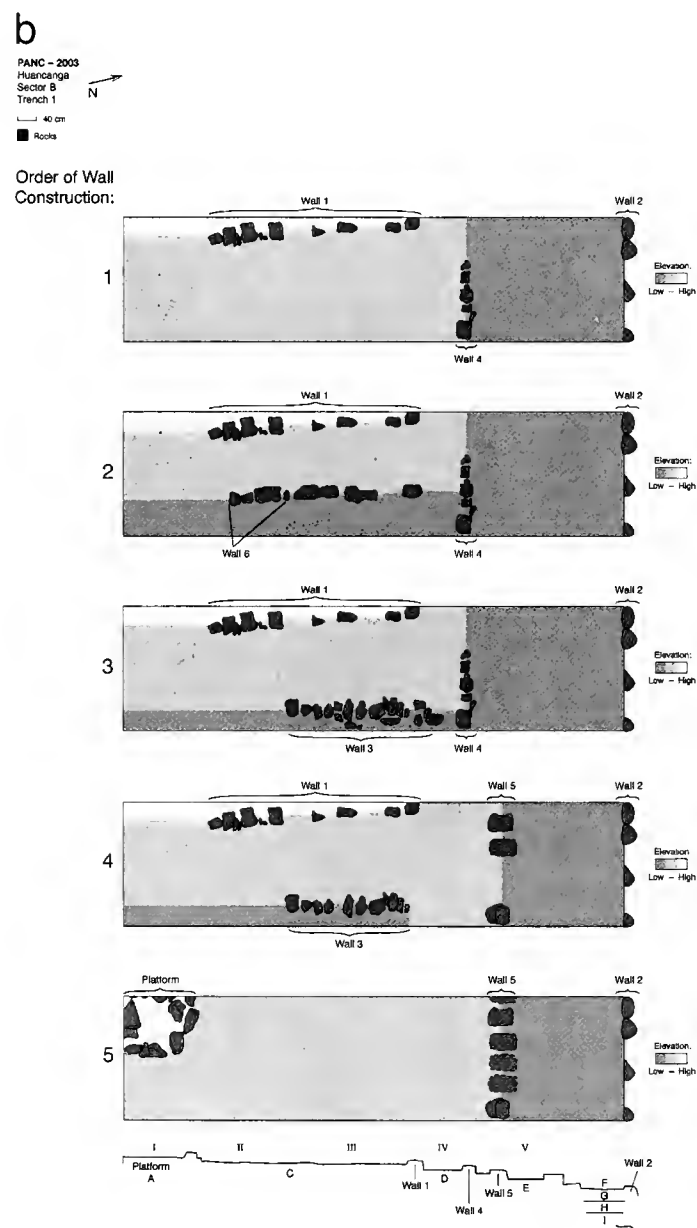 b
PANC – 2003
Huancanga
Sector B
Trench 1
N
40 cm
Rocks
Order of Wall
Construction:
Wall 1
Wall 2
1
Elevation:
Low – High
Wall 4
Wall 1
Wall 2
2
Elevation:
Low – High
Wall 6
Wall 4
Wall 1
Wall 2
3
Elevation:
Low – High
Wall 3
Wall 4
Wall 1
Wall 5
Wall 2
4
Elevation
Low – High
Wall 3
Platform
Wall 5
Wall 2
5
Elevation.
Low – High
I II III IV V
Platform
A
C
Wall 1
D
Wall 4
Wall 5
E
F
G
H
I
Wall 2